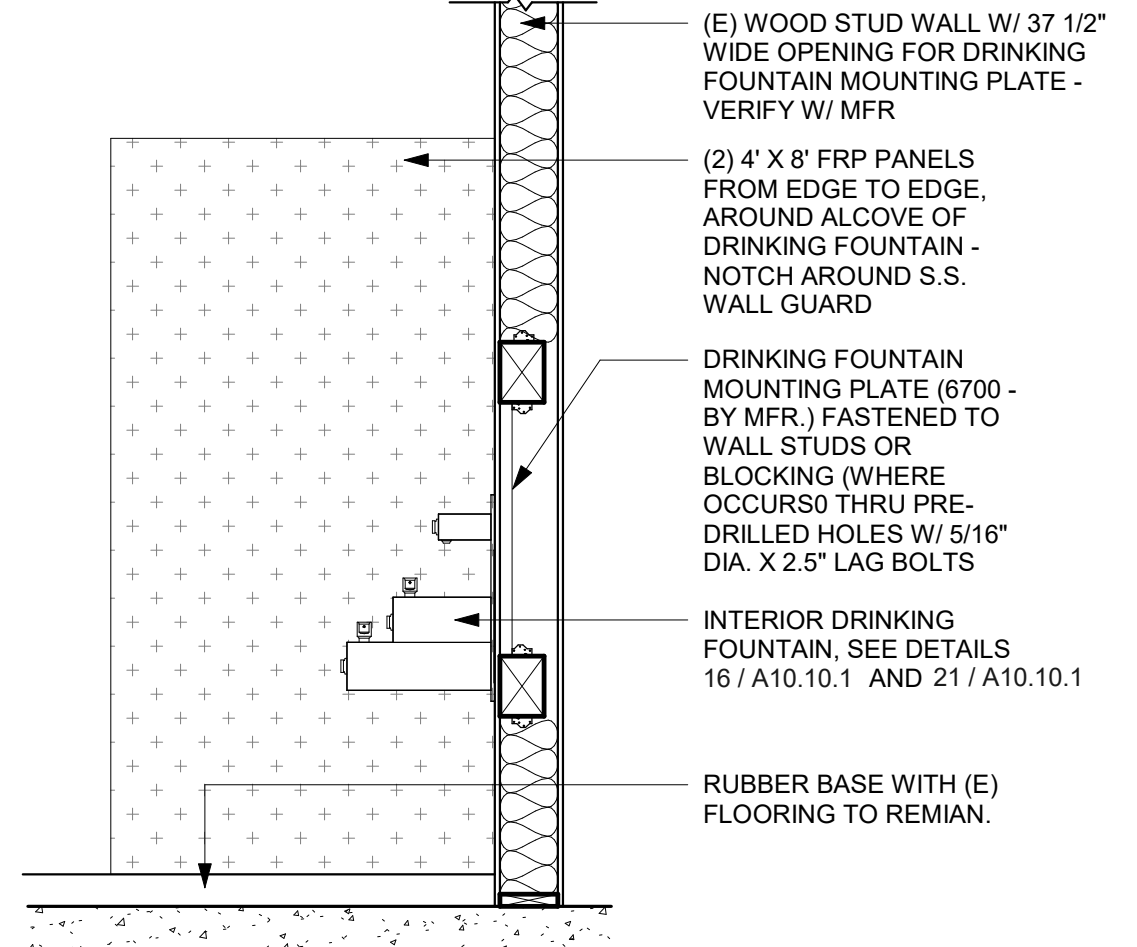 (E) WOOD STUD WALL W/ 37 1/2"
WIDE OPENING FOR DRINKING
FOUNTAIN MOUNTING PLATE -
VERIFY W/ MFR
(2) 4' X 8' FRP PANELS
FROM EDGE TO EDGE,
AROUND ALCOVE OF
DRINKING FOUNTAIN -
NOTCH AROUND S.S.
WALL GUARD
DRINKING FOUNTAIN
MOUNTING PLATE (6700 -
BY MFR.) FASTENED TO
WALL STUDS OR
BLOCKING (WHERE
OCCURS0 THRU PRE-
DRILLED HOLES W/ 5/16"
DIA. X 2.5" LAG BOLTS
INTERIOR DRINKING
FOUNTAIN, SEE DETAILS
16 / A10.10.1 AND 21 / A10.10.1
RUBBER BASE WITH (E)
FLOORING TO REMIAN.